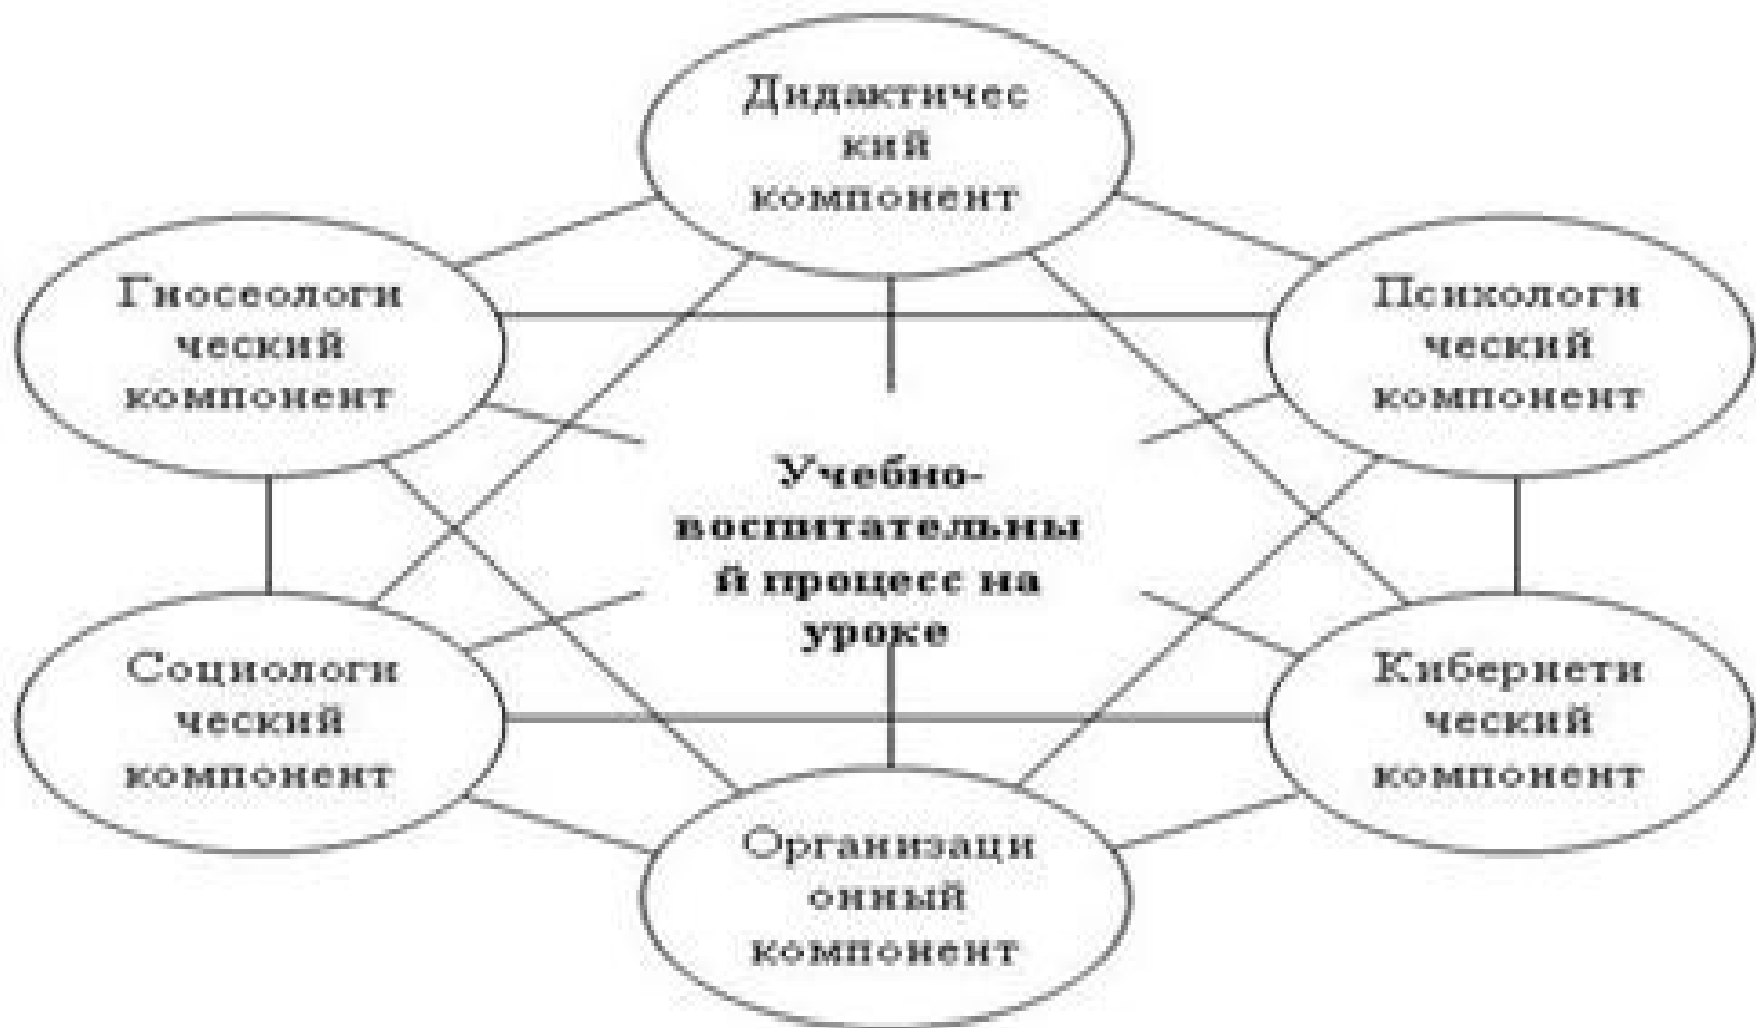 Дидактичес
кий
компонент
Гносеологи
ческий
компонент
Психологи
ческий
компонент
Учебно-
воспитательны
й процесс на
уроке
Социологи
ческий
компонент
Кибернети
ческий
компонент
Организаци
онный
компонент